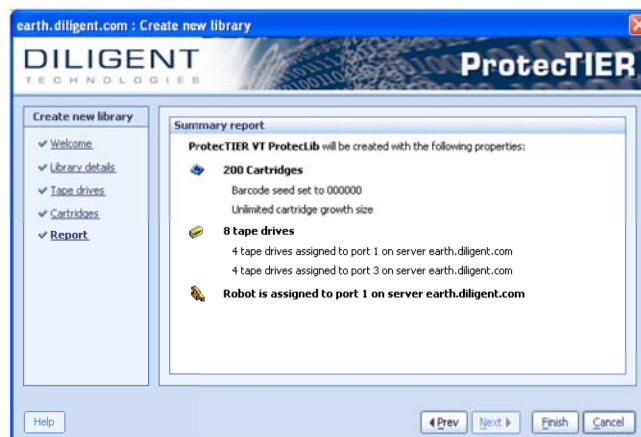 earth.diligent.com : Create new library
DILIGENT
TECHNOLOGIES
ProtecTIER
Create new library
Welcome
Library details
Tape drives
Cartridges
Report
Summary report
ProtecTIER VT ProtecLib will be created with the following properties:
200 Cartridges
Barcode seed set to 000000
Unlimited cartridge growth size
8 tape drives
4 tape drives assigned to port 1 on server earth.diligent.com
4 tape drives assigned to port 3 on server earth.diligent.com
Robot is assigned to port 1 on server earth.diligent.com
Help
Prev
Next
Finish
Cancel